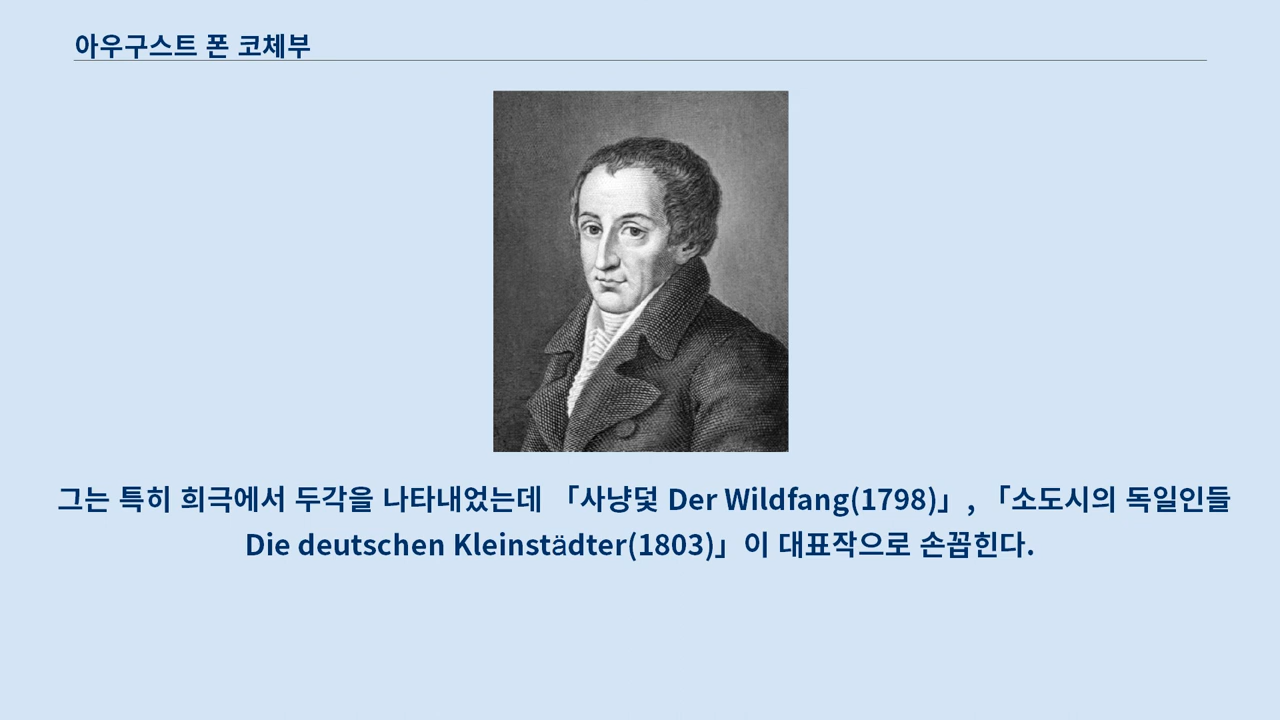 아우구스트 폰 코체부
그는 특히 희극에서 두각을 나타내었는데 「사냥덫 Der Wildfang(1798)」, 「소도시의 독일인들
Die deutschen Kleinstädter(1803)」이 대표작으로 손꼽힌다.